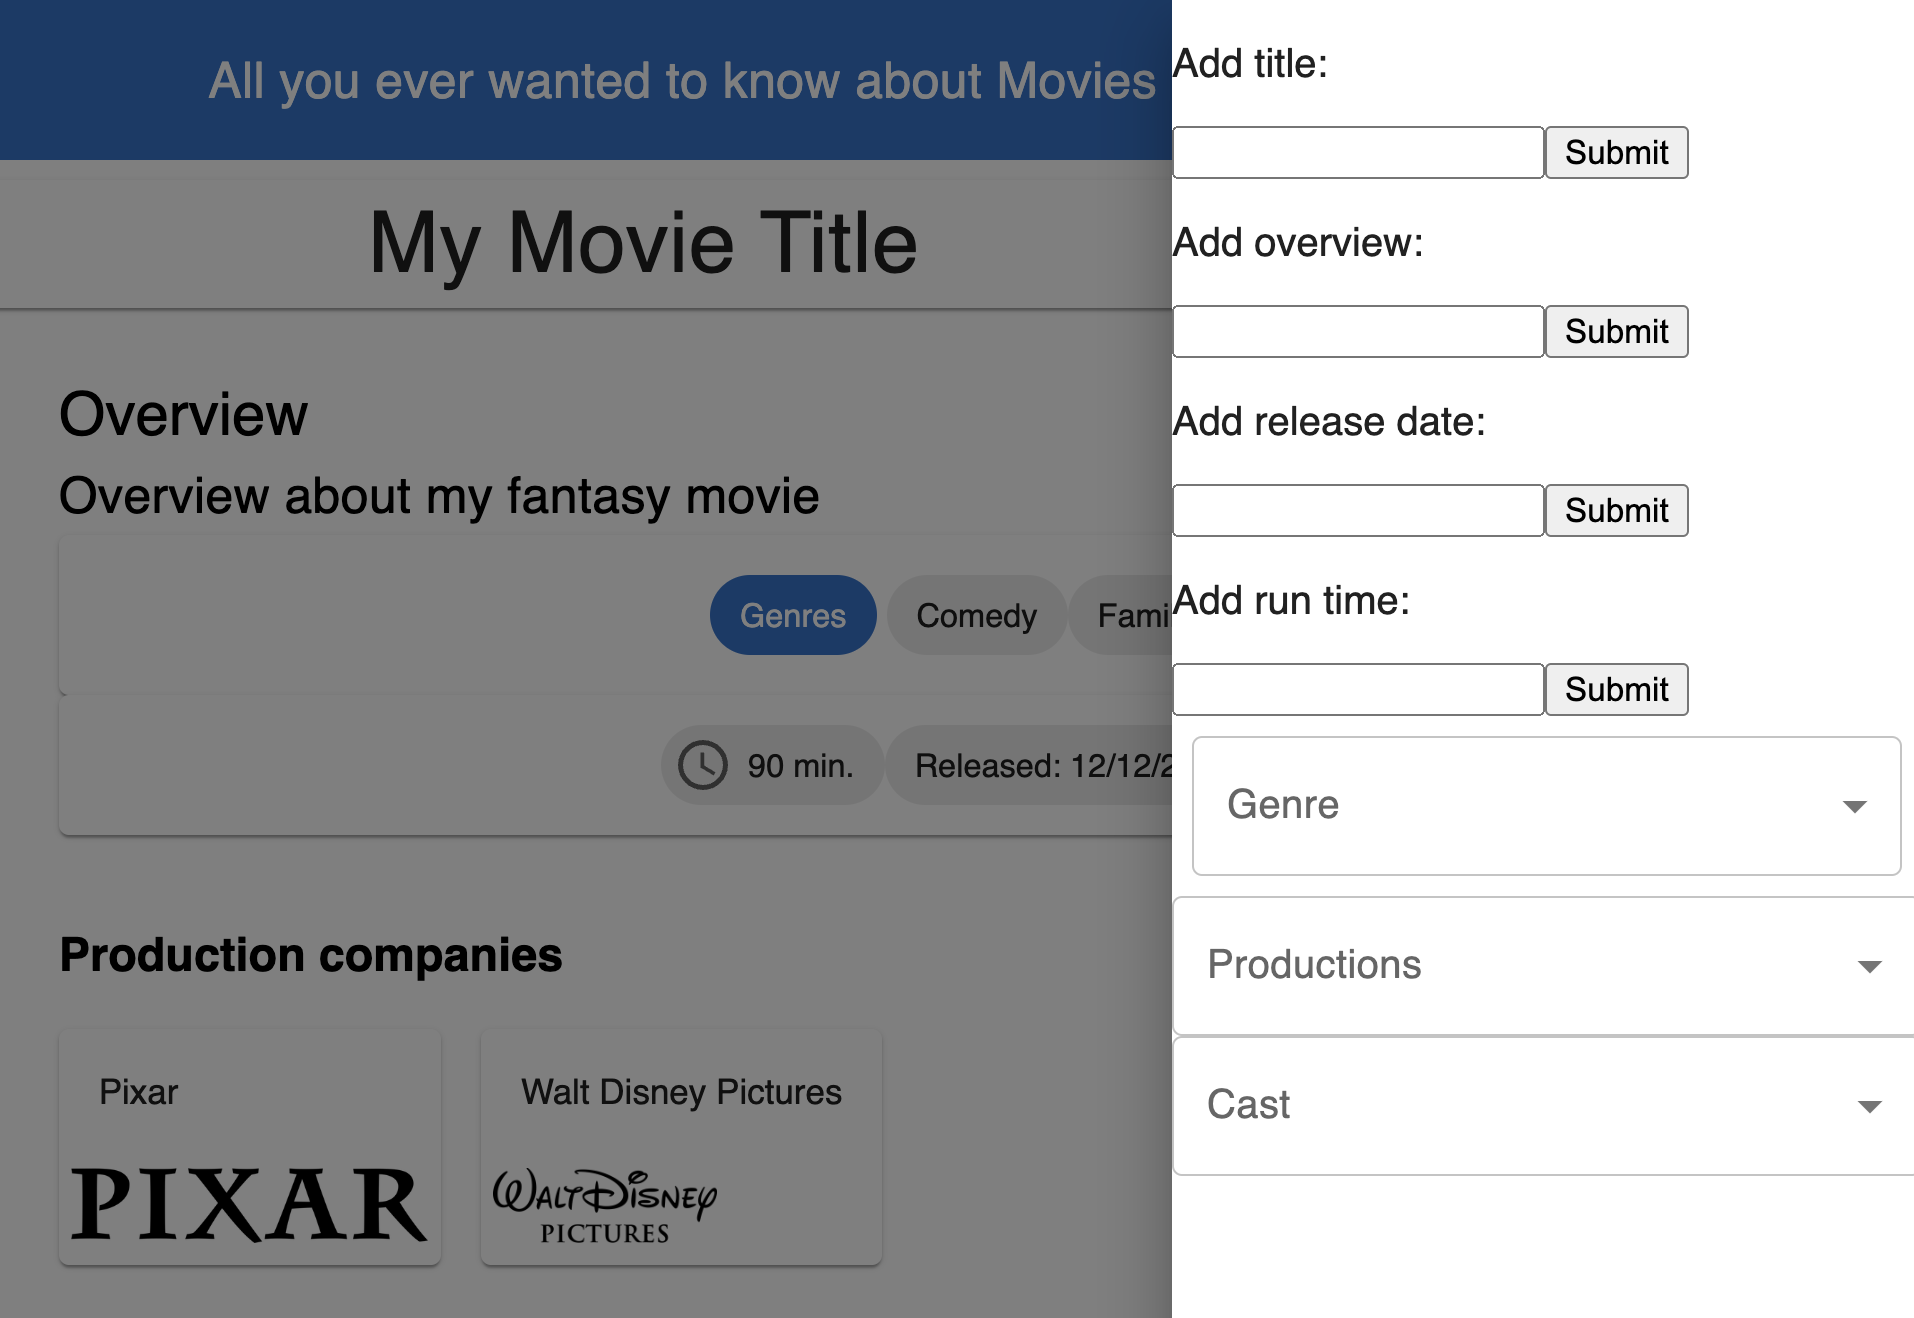 All you ever wanted to know about Movies
My Movie Title
Overview
Overview about my fantasy movie
Genres Comedy Fami
90 min. Released: 12/12/2
Production companies
Pixar
PIXAR
Walt Disney Pictures
WALT DISNEY
PICTURES
Add title:
Submit
Add overview:
Submit
Add release date:
Submit
Add run time:
Submit
Genre
Productions
Cast